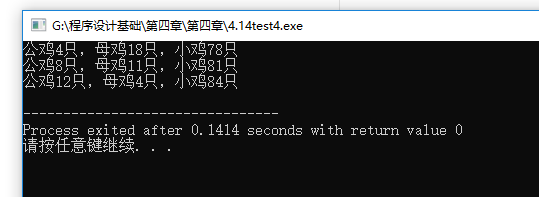 G:\程序设计基础\第四章\第四章\4.14test4.exe
公鸡4只，母鸡18只，小鸡78只
公鸡8只，母鸡11只，小鸡81只
公鸡12只，母鸡4只，小鸡84只
--------------------------------
Process exited after 0.1414 seconds with return value 0
请按任意键继续. . .